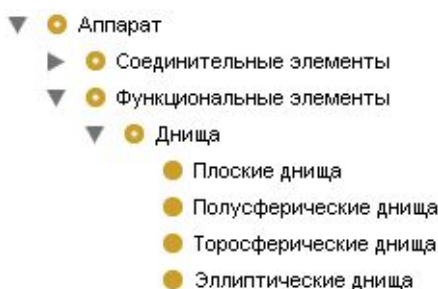 Аппарат
Соединительные элементы
Функциональные элементы
Днища
Плоские днища
Полусферические днища
Торосферические днища
Эллиптические днища